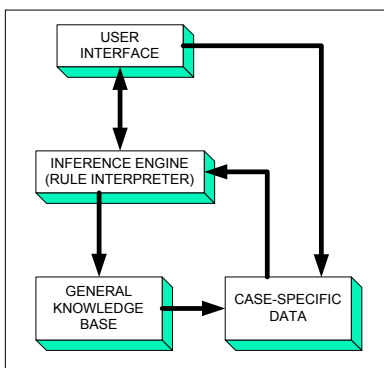 USER
INTERFACE
INFERENCE ENGINE
(RULE INTERPRETER)
GENERAL
KNOWLEDGE
BASE
CASE-SPECIFIC
DATA